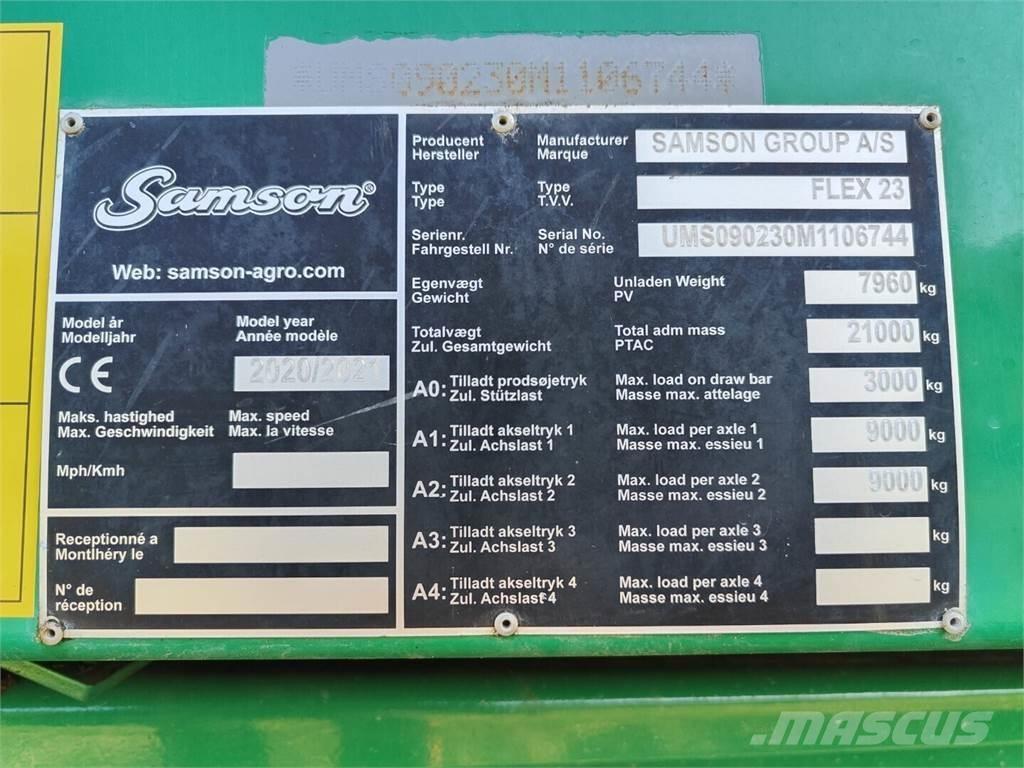 *UMS090230M1106744*
Samson®
Web: samson-agro.com
Model år
Modelljahr
Model year
Année modèle
CE
2020/2021
Maks. hastighed
Max. Geschwindigkeit
Max. speed
Max. la vitesse
Mph/Kmh
Receptionné a
Montlhéry le
N° de
réception
Producent
Hersteller
Manufacturer
Marque
SAMSON GROUP A/S
Type
Type
Type
T.V.V.
FLEX 23
Serienr.
Fahrgestell Nr.
Serial No.
N° de série
UMS090230M1106744
Egenvægt
Gewicht
Unladen Weight
PV
7960 kg
Totalvægt
Zul. Gesamtgewicht
Total adm mass
PTAC
21000 kg
A0: Tilladt prodsøjetryk
Zul. Stützlast
Max. load on draw bar
Masse max. attelage
3000 kg
A1: Tilladt akseltryk 1
Zul. Achslast 1
Max. load per axle 1
Masse max. essieu 1
9000 kg
A2: Tilladt akseltryk 2
Zul. Achslast 2
Max. load per axle 2
Masse max. essieu 2
9000 kg
A3: Tilladt akseltryk 3
Zul. Achslast 3
Max. load per axle 3
Masse max. essieu 3
kg
A4: Tilladt akseltryk 4
Zul. Achslast 4
Max. load per axle 4
Masse max. essieu 4
kg
MASCUS